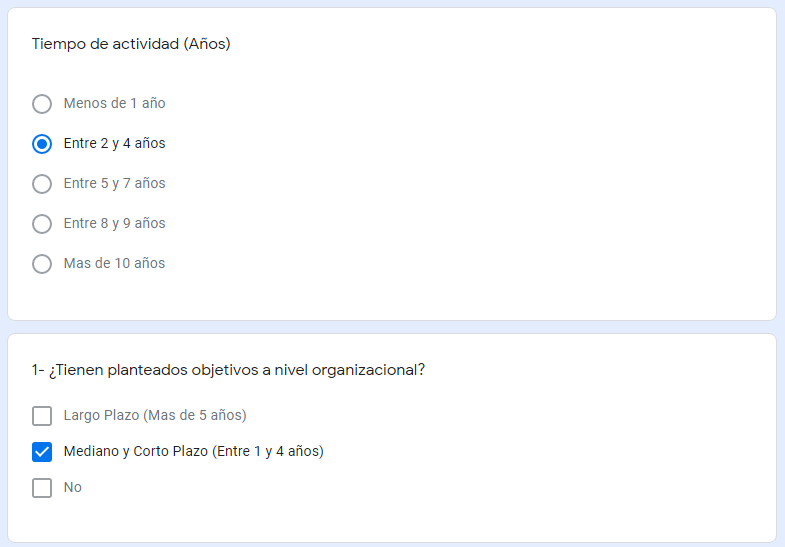 Tiempo de actividad (Años)
Menos de 1 año
Entre 2 y 4 años
Entre 5 y 7 años
Entre 8 y 9 años
Mas de 10 años
1- ¿Tienen planteados objetivos a nivel organizacional?
Largo Plazo (Mas de 5 años)
Mediano y Corto Plazo (Entre 1 y 4 años)
No